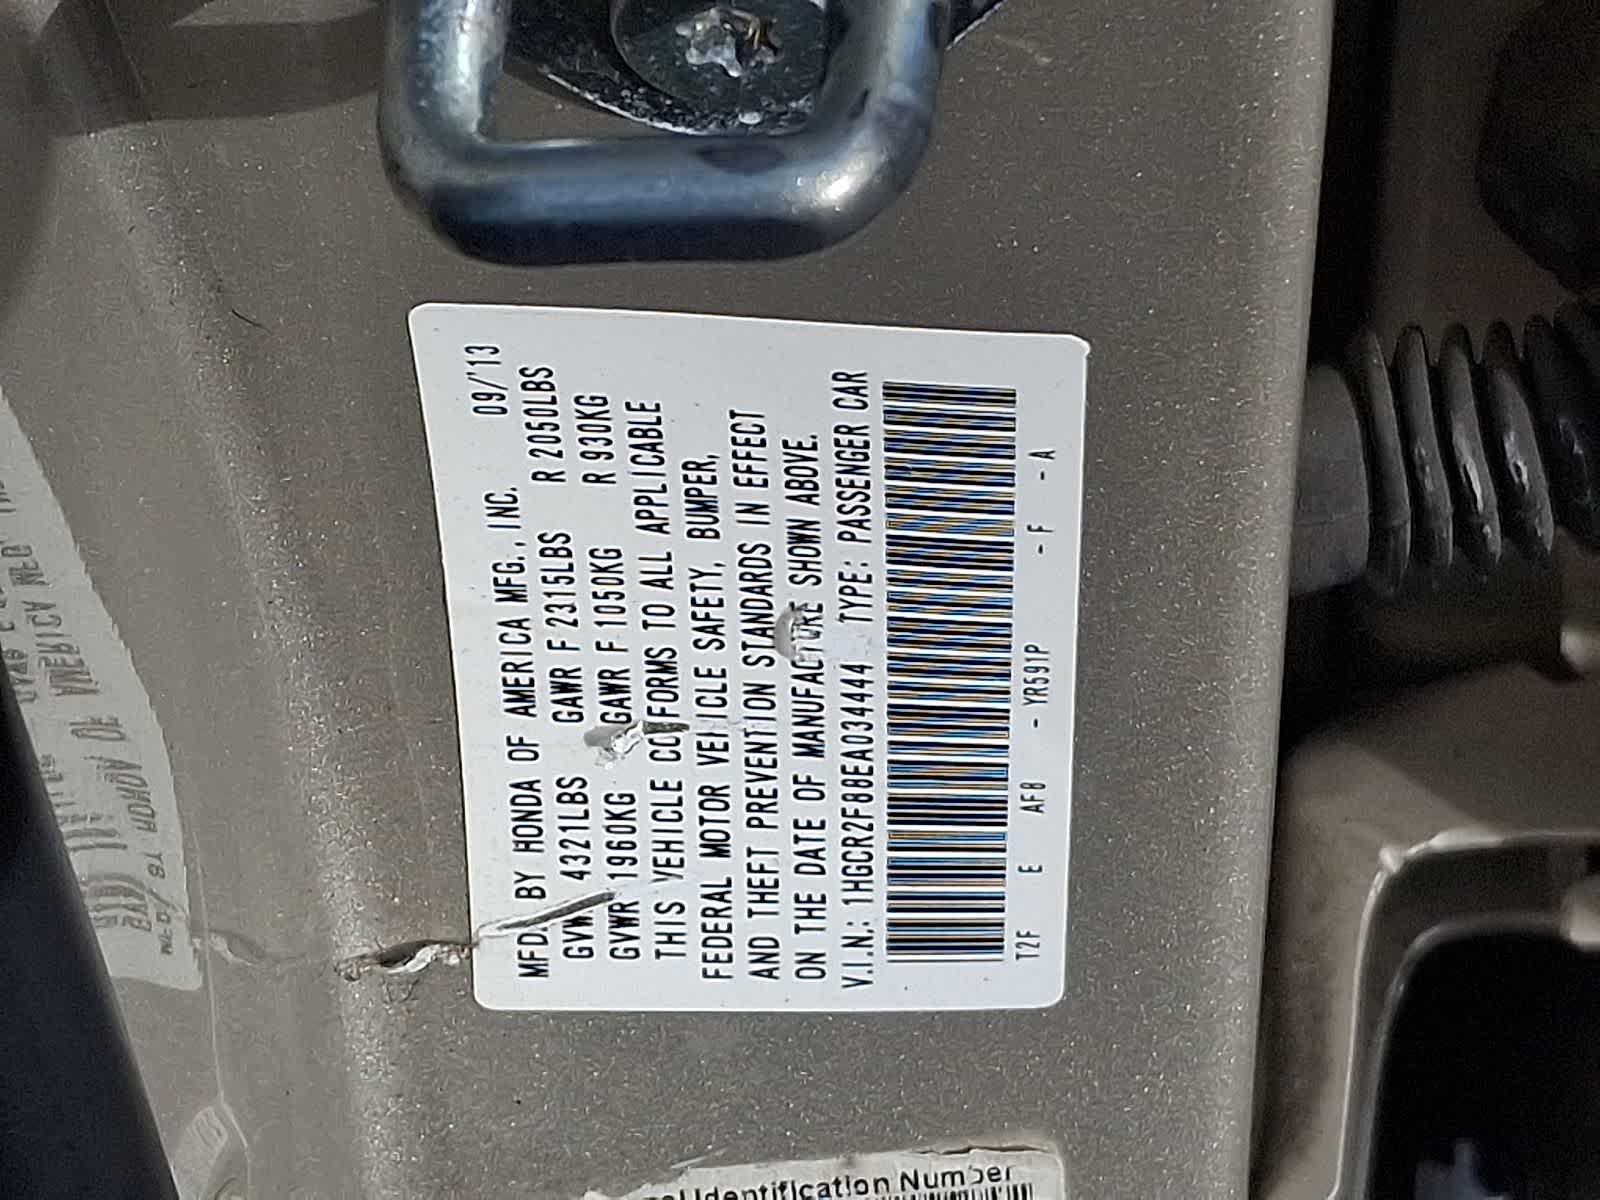 MFD. BY HONDA OF AMERICA MFG., INC. 09/'13
GVWR 4321LBS GAWR F 2315LBS R 2050LBS
GVWR 1960KG GAWR F 1050KG R 930KG
THIS VEHICLE CONFORMS TO ALL APPLICABLE
FEDERAL MOTOR VEHICLE SAFETY, BUMPER,
AND THEFT PREVENTION STANDARDS IN EFFECT
ON THE DATE OF MANUFACTURE SHOWN ABOVE.
V.I.N.: 1HGCR2F88EA034444 TYPE: PASSENGER CAR
T2F E AF8 - YR591P - F - A
Identification Number